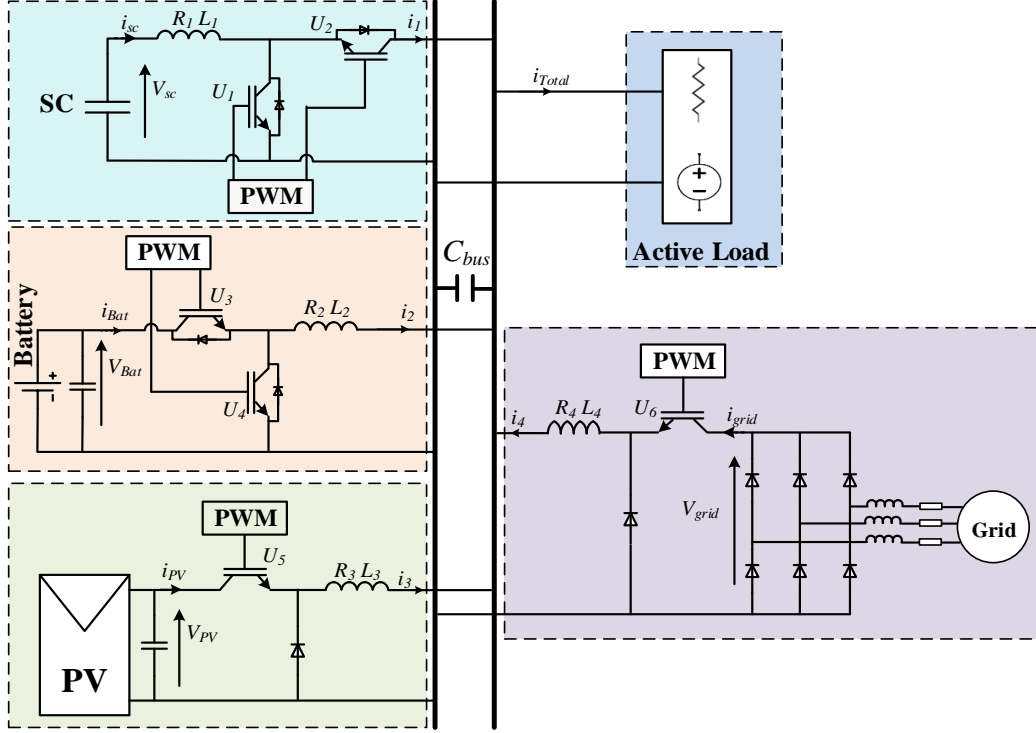 i_sc
R_1 L_1
U_2
i_1
SC
V_sc
U_1
PWM
i_Total
+
−
Active Load
C_bus
PWM
Battery
i_Bat
U_3
R_2 L_2
i_2
+
-
V_Bat
U_4
PWM
i_4
R_4 L_4
U_6
i_grid
V_grid
Grid
PWM
i_PV
U_5
R_3 L_3
i_3
V_PV
PV